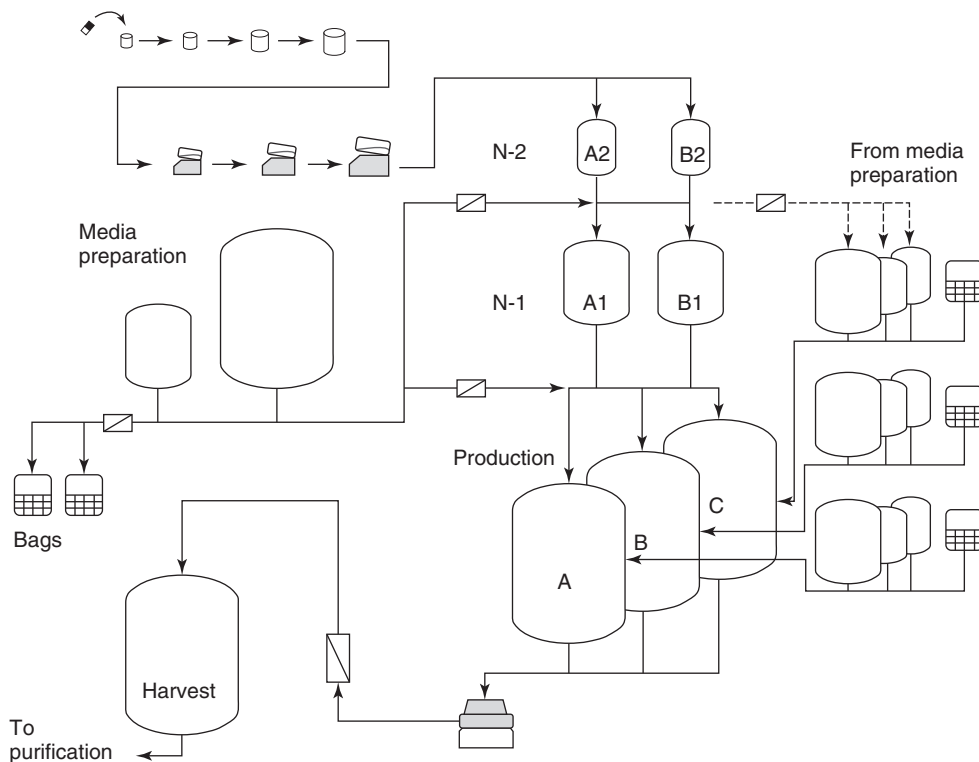 N-2
A2
B2
From media
preparation
Media
preparation
N-1
A1
B1
Production
C
B
A
Bags
Harvest
To
purification